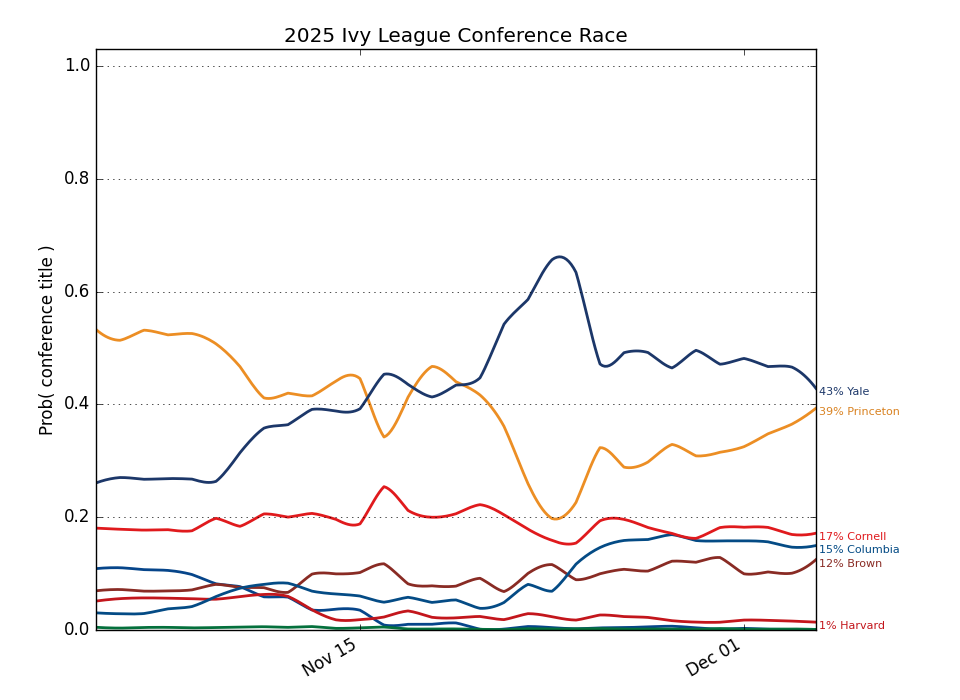 2025 Ivy League Conference Race
Prob( conference title )
1.0
0.8
0.6
0.4
0.2
0.0
Nov 15
Dec 01
43% Yale
39% Princeton
17% Cornell
15% Columbia
12% Brown
1% Harvard